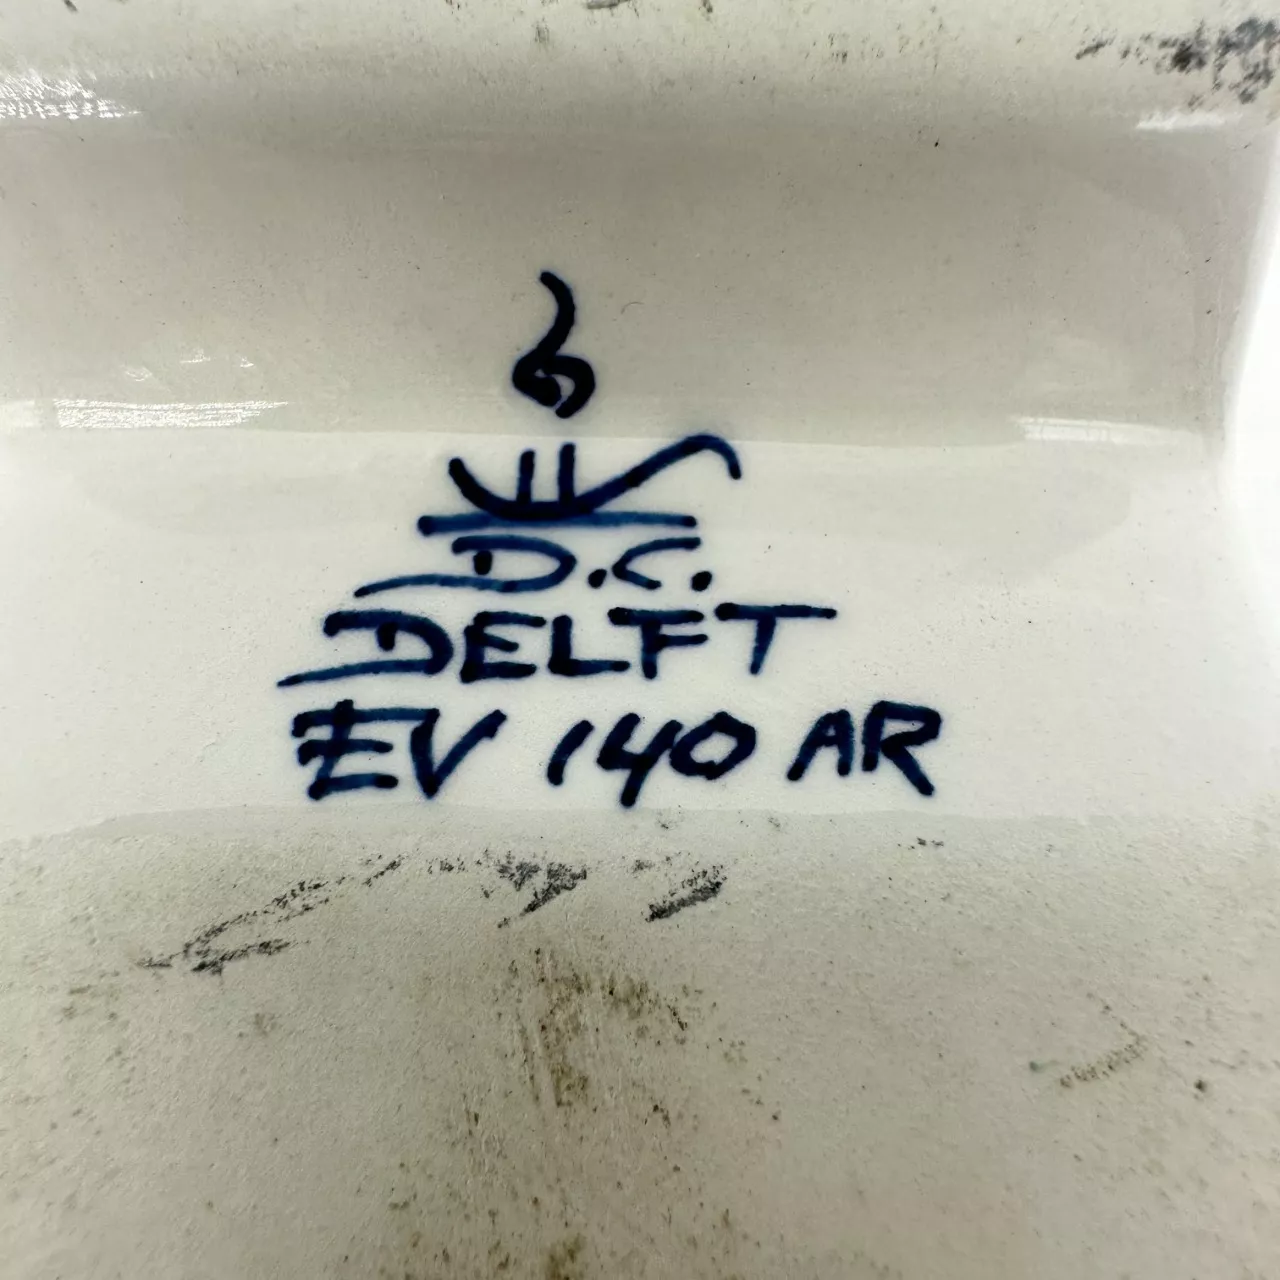 D.C.
DELFT
EV 140 AR